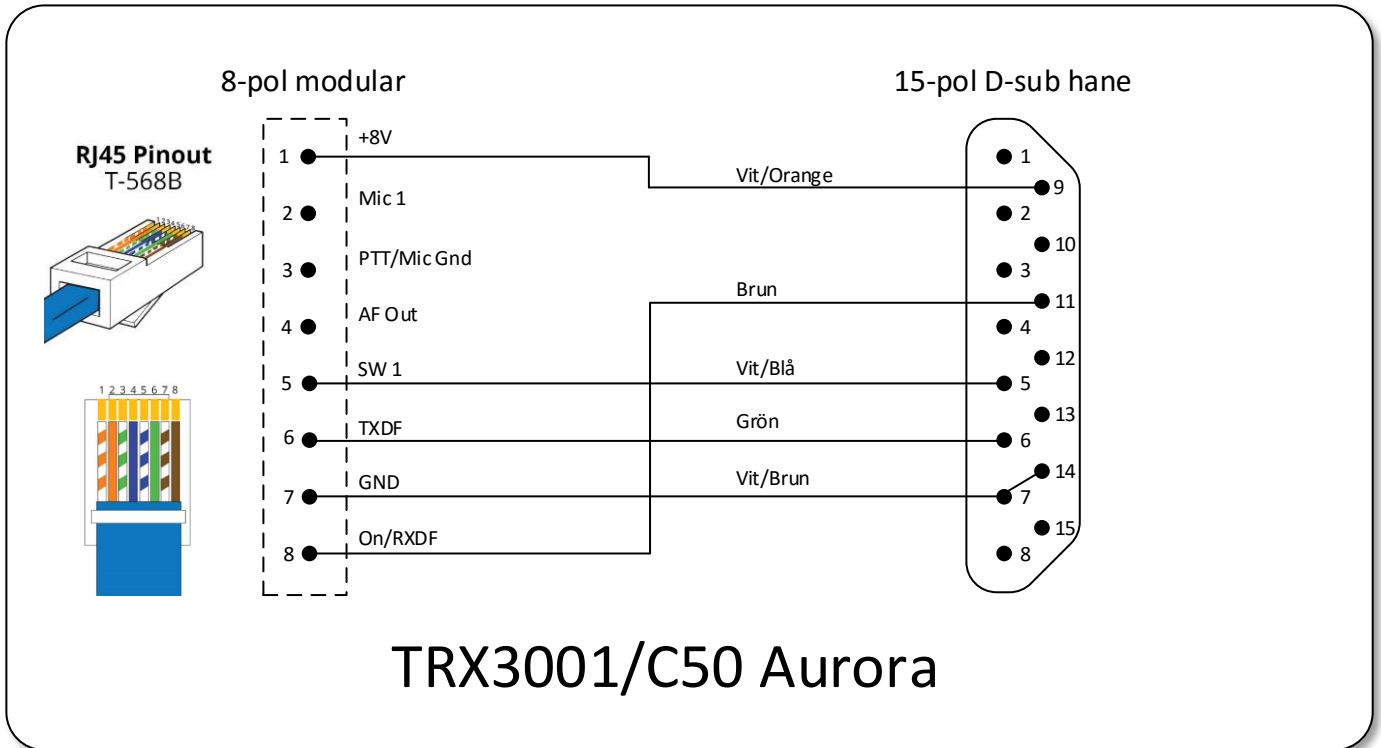 8-pol modular
15-pol D-sub hane
RJ45 Pinout
T-568B
12345678
1 2 3 4 5 6 7 8
1 +8V
2 Mic 1
3 PTT/Mic Gnd
4 AF Out
5 SW 1
6 TXDF
7 GND
8 On/RXDF
Vit/Orange
Brun
Vit/Blå
Grön
Vit/Brun
1
9
2
10
3
11
4
12
5
13
6
14
7
15
8
TRX3001/C50 Aurora